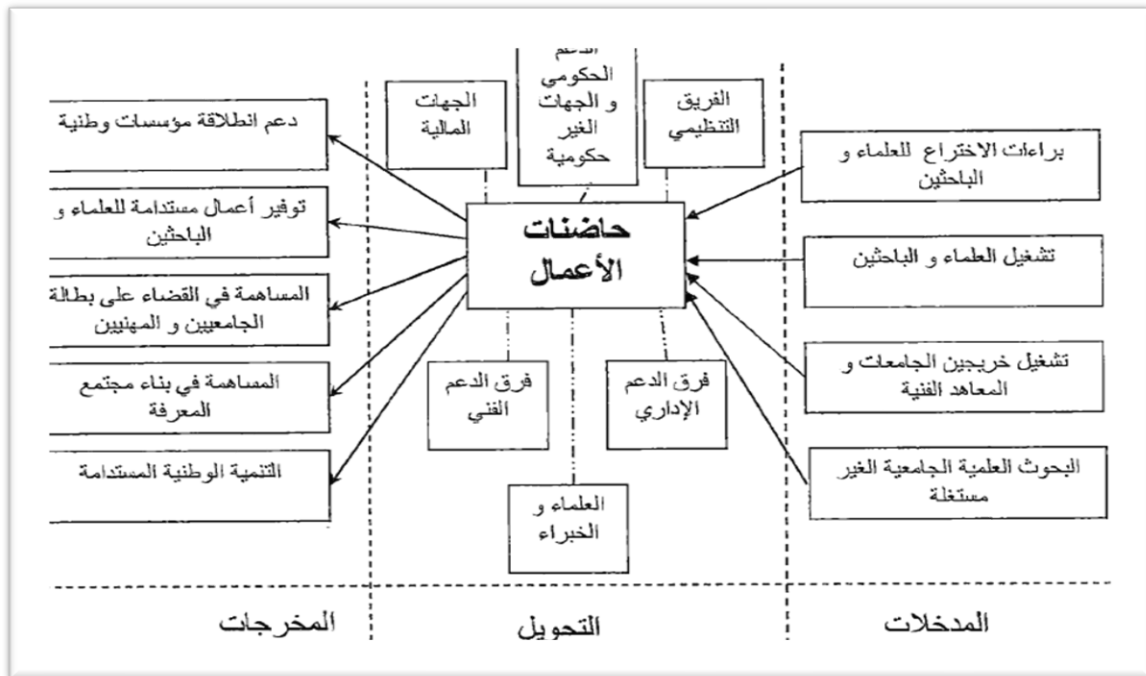 براءات الاختراع للعلماء و
الباحثين
تشغيل العلماء و الباحثين
تشغيل خريجين الجامعات و
المعاهد الفنية
البحوث العلمية الجامعية الغير
مستغلة
المدخلات
الفريق
التنظيمي
الدعم
الحكومي
و الجهات
الغير
حكومية
الجهات
المالية
حاضنات
الأعمال
فرق الدعم
الإداري
فرق الدعم
الفني
العلماء و
الخبراء
التحويل
دعم انطلاقة مؤسسات وطنية
توفير أعمال مستدامة للعلماء و
الباحثين
المساهمة في القضاء على بطالة
الجامعيين و المهنيين
المساهمة في بناء مجتمع
المعرفة
التنمية الوطنية المستدامة
المخرجات